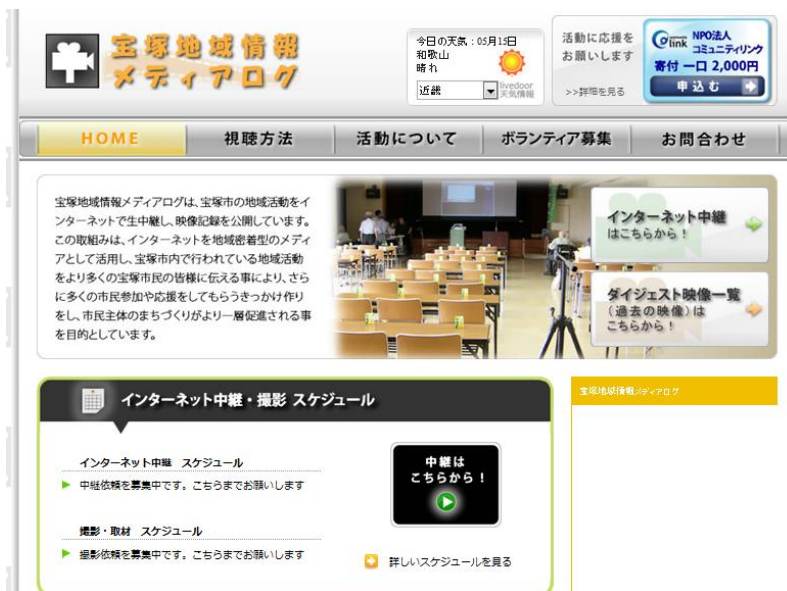 宝塚地域情報
メディアログ
今日の天気：05月15日
和歌山
晴れ
近畿
livedoor
天気情報
活動に応援を
お願いします
>>詳細を見る
Clink NPO法人
コミュニティリンク
寄付 一口 2,000円
申込む
HOME 視聴方法 活動について ボランティア募集 お問合わせ
宝塚地域情報メディアログは、宝塚市の地域活動をイ
ンターネットで生中継し、映像記録を公開しています。
この取組みは、インターネットを地域密着型のメディ
アとして活用し、宝塚市内で行われている地域活動
をより多くの宝塚市民の皆様に伝える事により、さら
に多くの市民参加や応援をしてもらうきっかけ作り
をし、市民主体のまちづくりがより一層促進される事
を目的としています。
インターネット中継
はこちらから！
ダイジェスト映像一覧
（過去の映像）は
こちらから！
インターネット中継・撮影 スケジュール
宝塚地域情報メディアログ
インターネット中継　スケジュール
中継依頼を募集中です。こちらまでお願いします
撮影・取材　スケジュール
撮影依頼を募集中です。こちらまでお願いします
中継は
こちらから！
詳しいスケジュールを見る